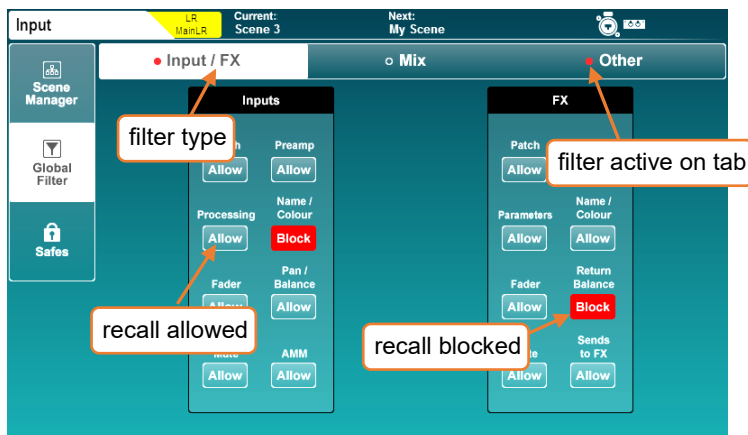 Input
LR
MainLR
Current:
Scene 3
Next:
My Scene
Input / FX
Mix
Other
Scene
Manager
Global
Filter
Safes
Inputs
Preamp
Allow
Allow
Processing
Name /
Colour
Allow
Block
Fader
Pan /
Balance
Allow
AMM
Allow
Allow
FX
Patch
Allow
Parameters
Name /
Colour
Allow
Allow
Fader
Return
Balance
Allow
Block
Sends
to FX
Allow
Allow
filter type
filter active on tab
recall allowed
recall blocked